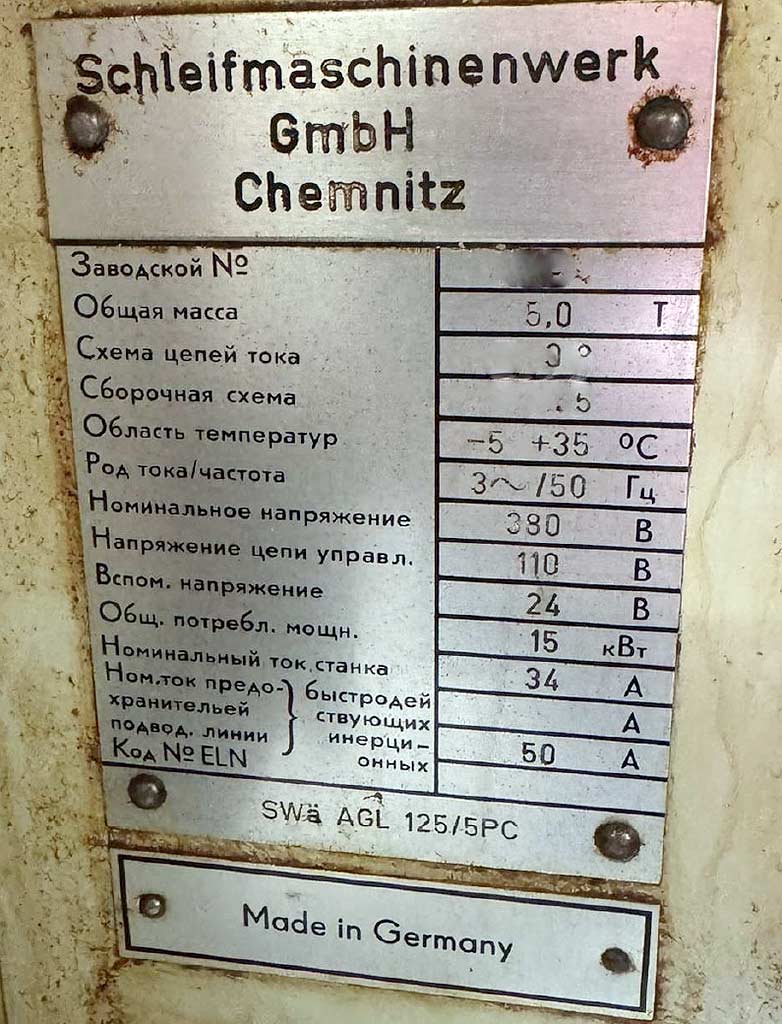 Schleifmaschinenwerk
GmbH
Chemnitz
Заводской №
Общая масса 5,0 Т
Схема цепей тока
Сборочная схема
Область температур -5 +35 °C
Род тока/частота 3~/50 Гц
Номинальное напряжение 380 В
Напряжение цепи управл. 110 В
Вспом. напряжение 24 В
Общ. потребл. мощн. 15 кВт
Номинальный ток.станка 34 А
Ном.ток предо- } быстродей
хранительей ствующих А
подвод. линии инерци- 50 А
онных
Код № ELN
SWä AGL 125/5PC
Made in Germany